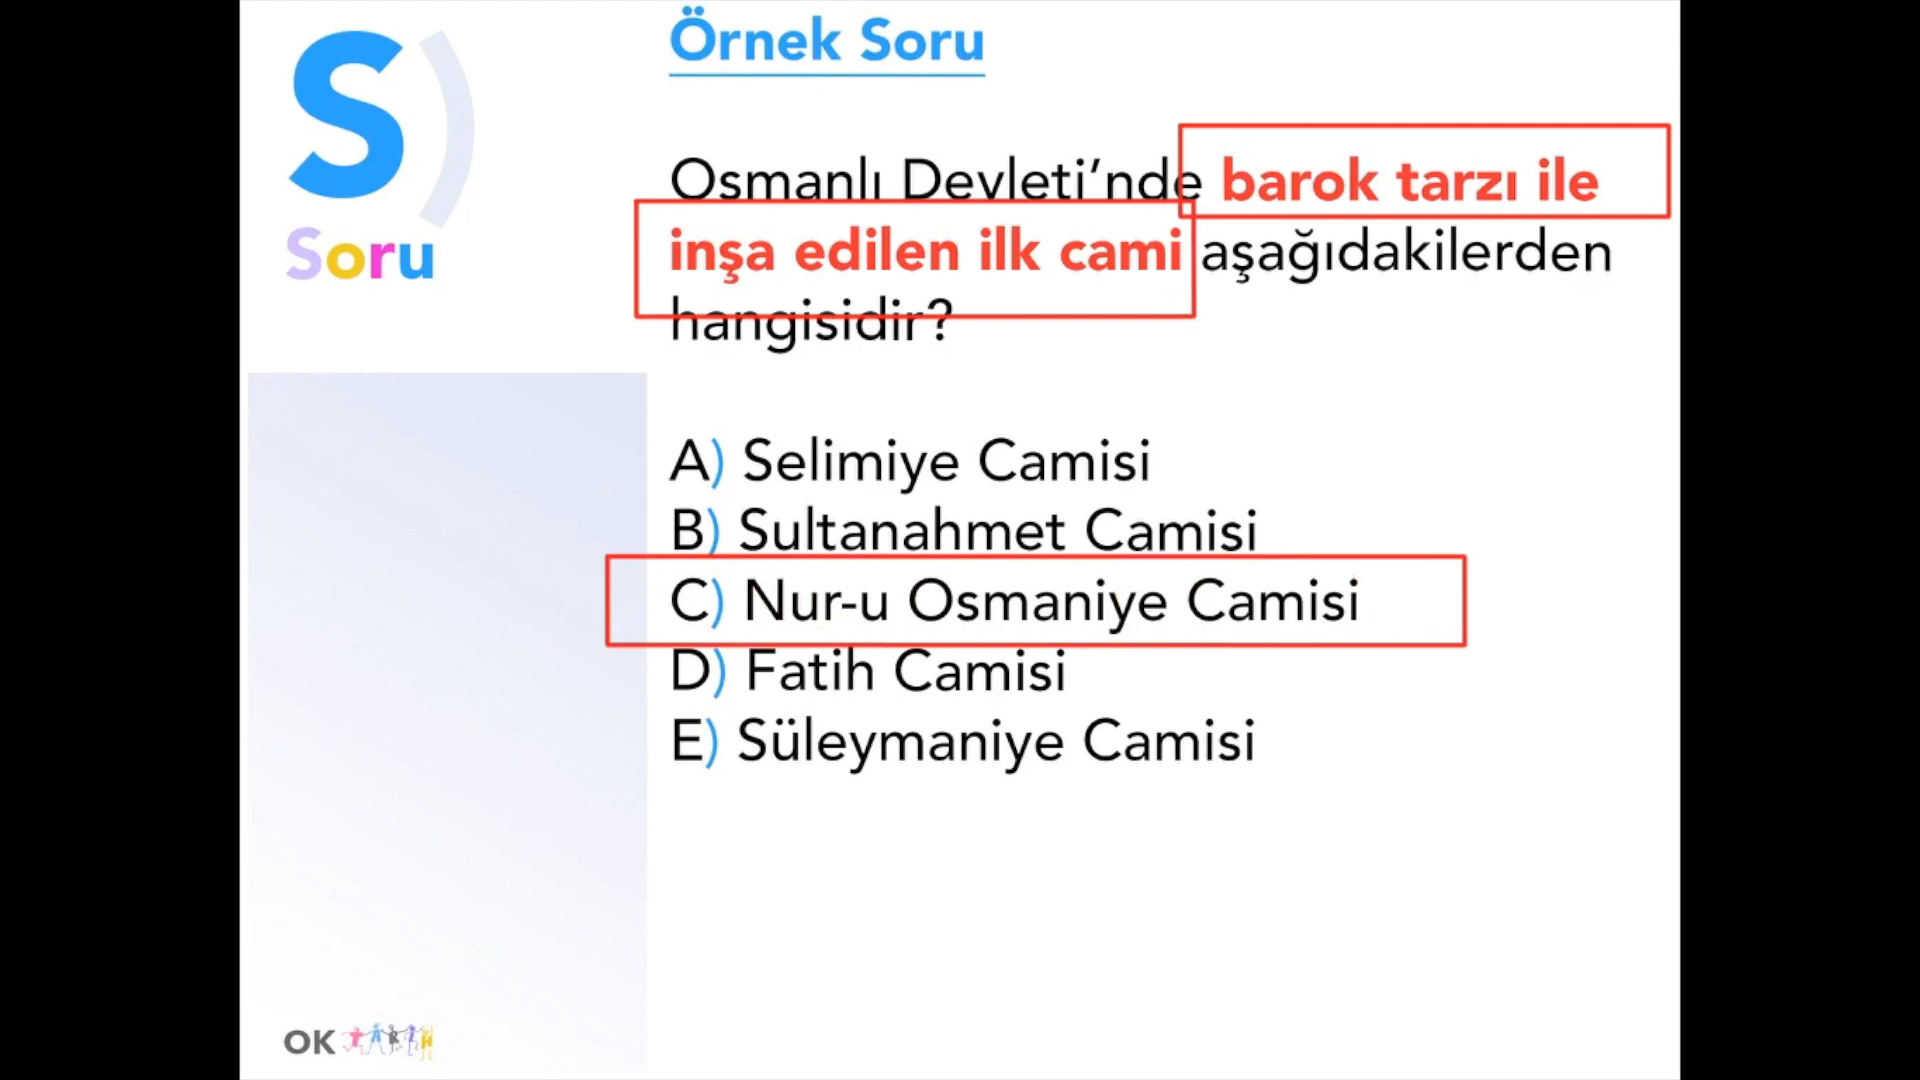 S)
Soru
Örnek Soru
Osmanlı Devleti’nde barok tarzı ile
inşa edilen ilk cami aşağıdakilerden
hangisidir?
A) Selimiye Camisi
B) Sultanahmet Camisi
C) Nur-u Osmaniye Camisi
D) Fatih Camisi
E) Süleymaniye Camisi
OK TARİH